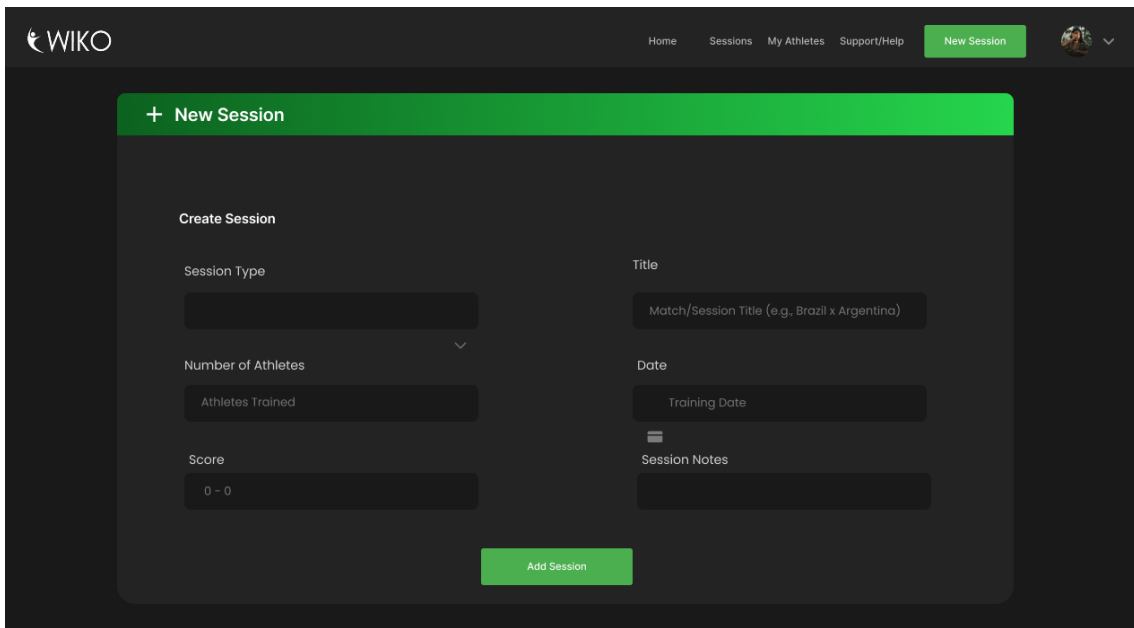 WIKO
Home Sessions My Athletes Support/Help New Session
+ New Session
Create Session
Session Type Title
Match/Session Title (e.g., Brazil x Argentina)
Number of Athletes Date
Athletes Trained Training Date
Score Session Notes
0 - 0
Add Session